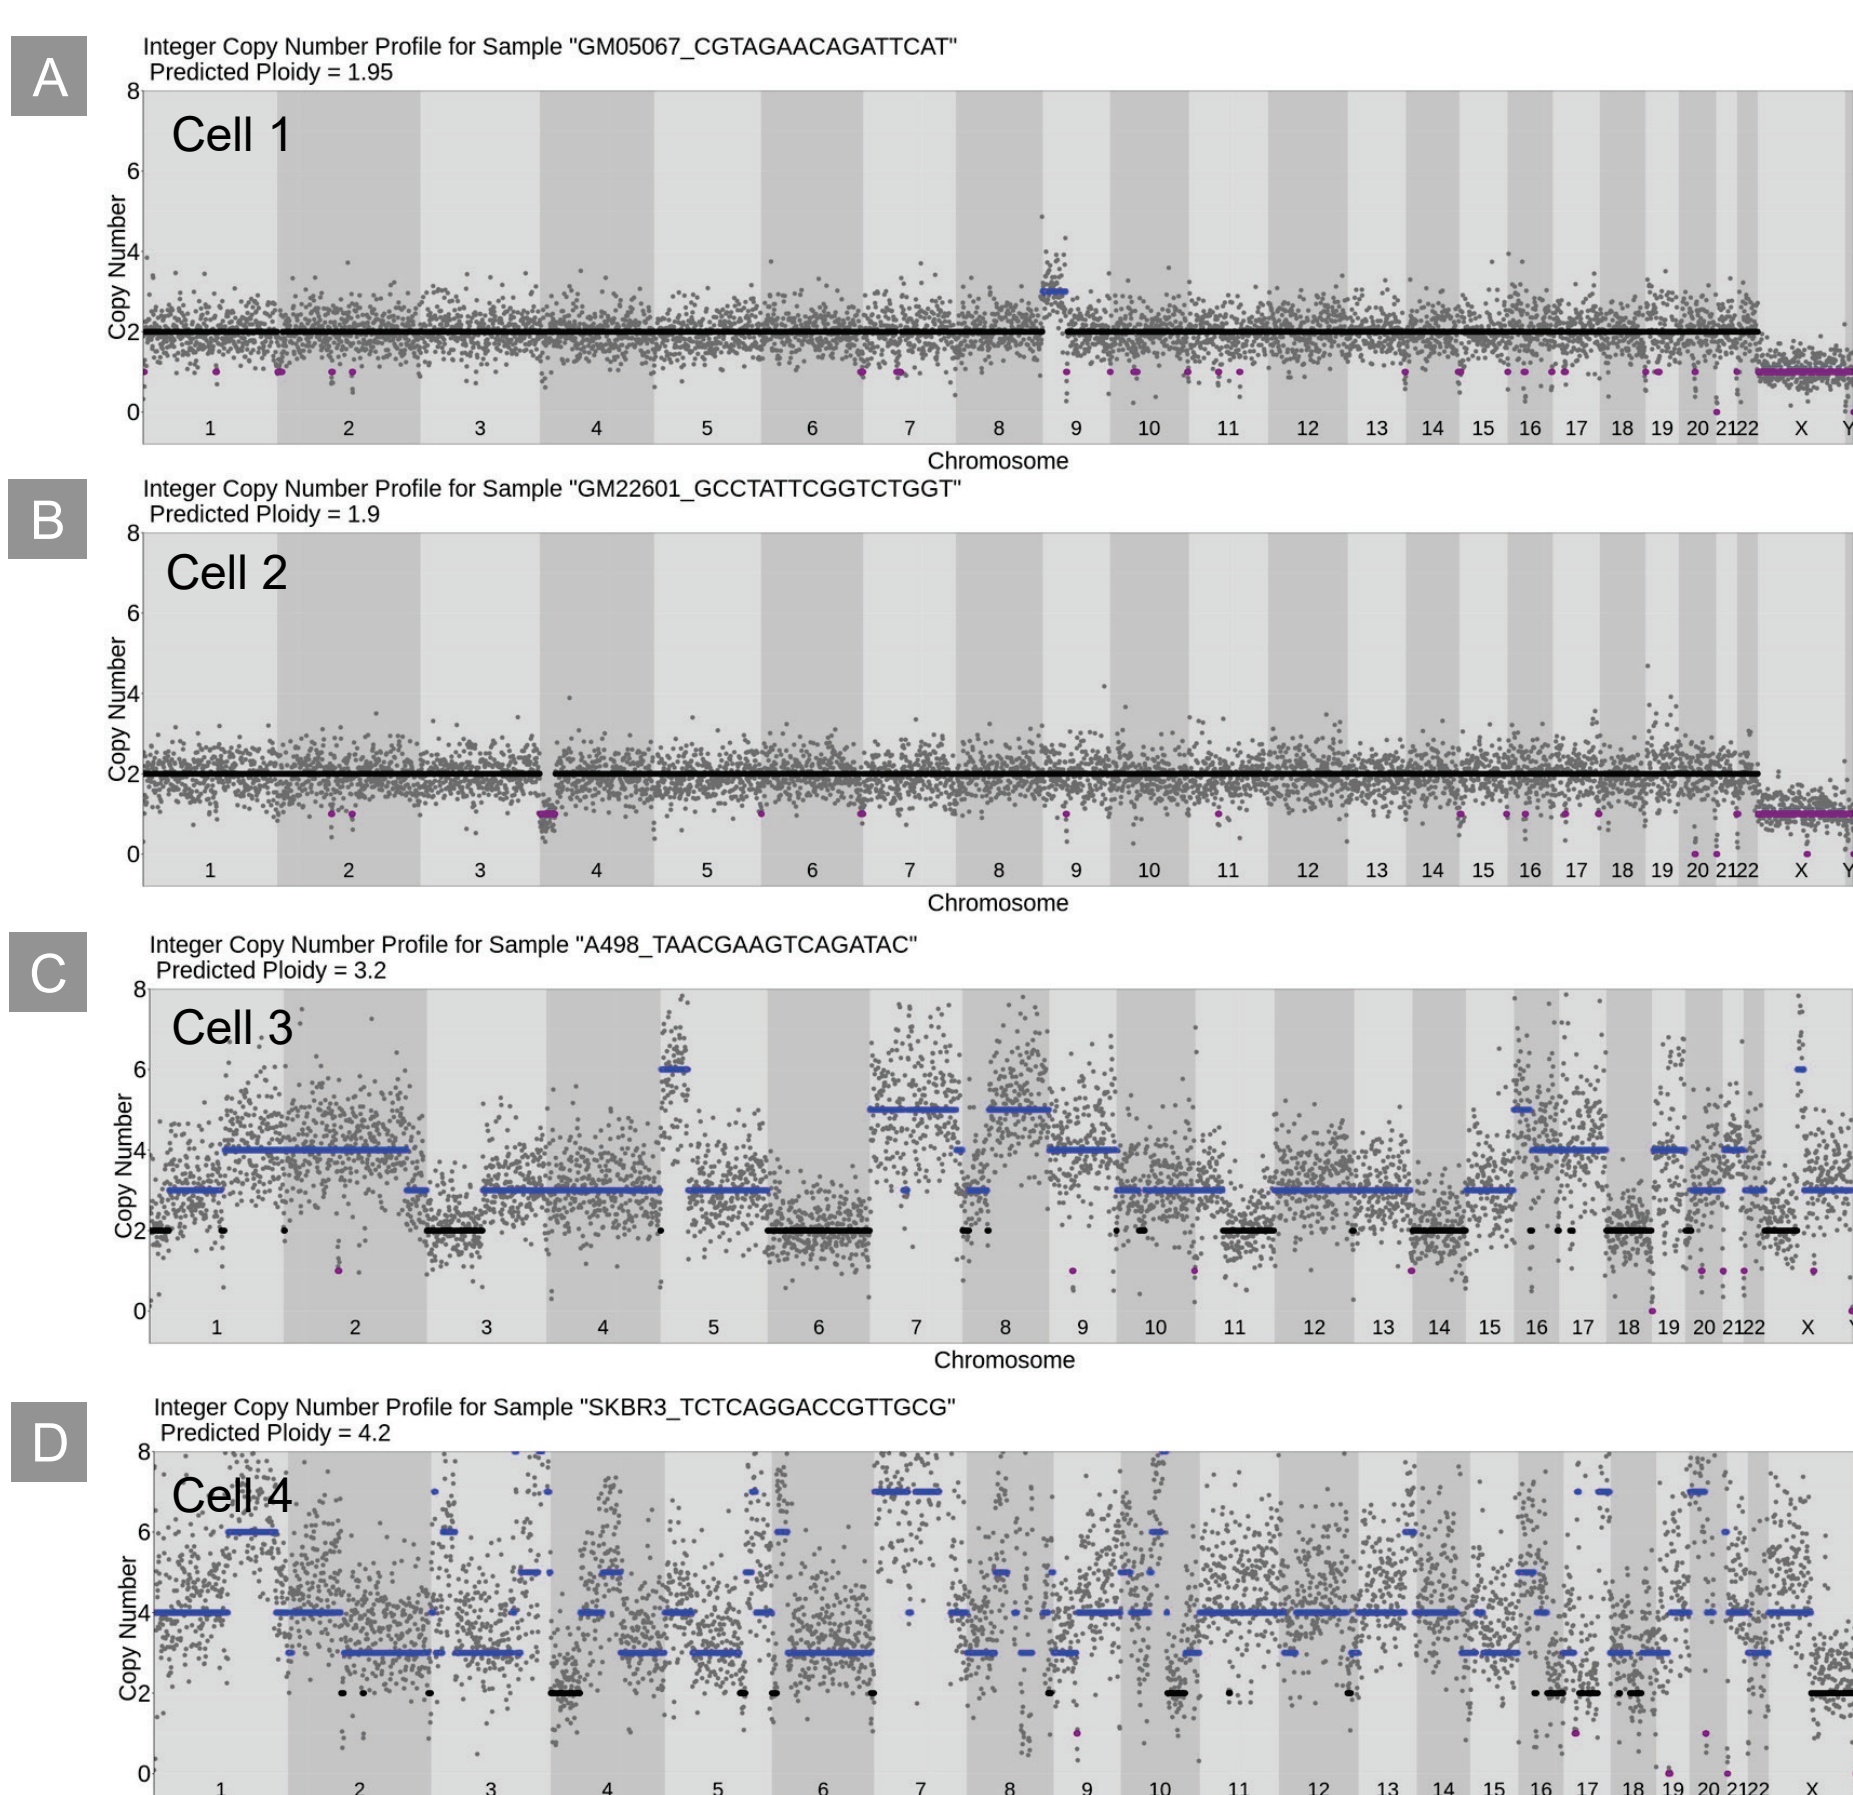 A
Integer Copy Number Profile for Sample "GM05067_CGTAGAACAGATTCAT"
Predicted Ploidy = 1.95
Cell 1
Copy Number
8
6
4
2
0
1 2 3 4 5 6 7 8 9 10 11 12 13 14 15 16 17 18 19 20 21 22 X Y
Chromosome
B
Integer Copy Number Profile for Sample "GM22601_GCCTATTCGGTCTGGT"
Predicted Ploidy = 1.9
Cell 2
Copy Number
8
6
4
2
0
1 2 3 4 5 6 7 8 9 10 11 12 13 14 15 16 17 18 19 20 21 22 X Y
Chromosome
C
Integer Copy Number Profile for Sample "A498_TAACGAAGTCAGATAC"
Predicted Ploidy = 3.2
Cell 3
Copy Number
8
6
4
2
0
1 2 3 4 5 6 7 8 9 10 11 12 13 14 15 16 17 18 19 20 21 22 X Y
Chromosome
D
Integer Copy Number Profile for Sample "SKBR3_TCTCAGGACCGTTGCG"
Predicted Ploidy = 4.2
Cell 4
Copy Number
8
6
4
2
0
1 2 3 4 5 6 7 8 9 10 11 12 13 14 15 16 17 18 19 20 21 22 X